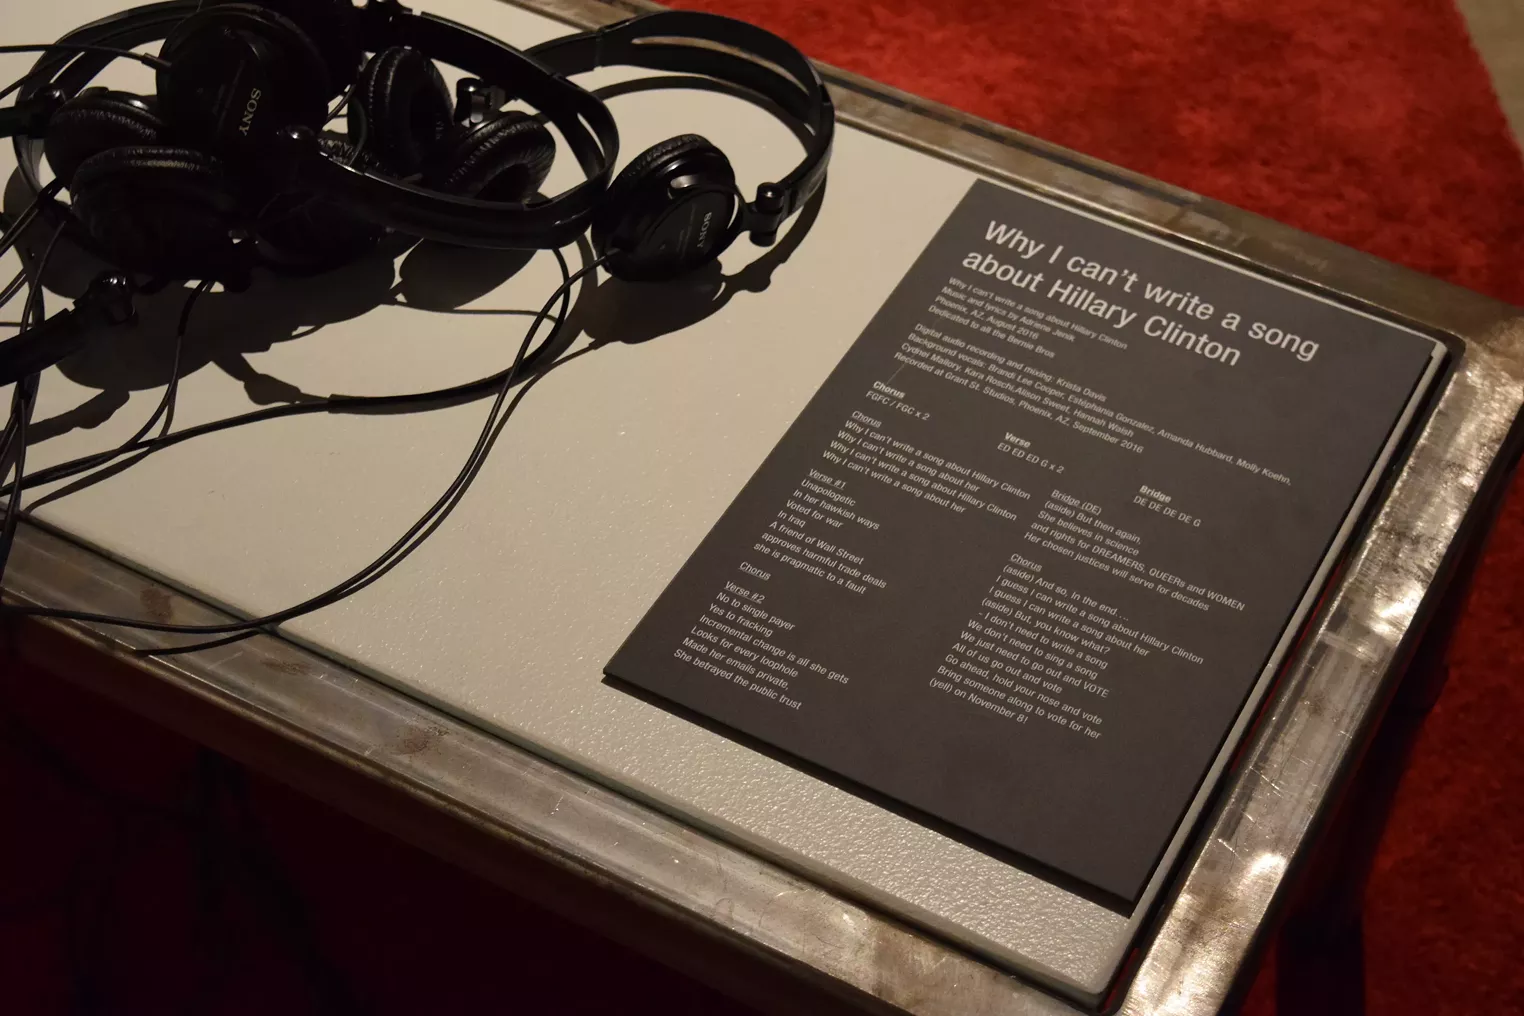 SONY
SONY
Why I can't write a song
about Hillary Clinton
Why I can't write a song about Hillary Clinton
Music and lyrics by Adriene Jenik
Phoenix, AZ, August 2016
Dedicated to all the Bernie Bros
Digital audio recording and mixing: Krista Davis
Background vocals: Brandi Lee Cooper, Estéphania Gonzalez, Amanda Hubbard, Molly Koehn,
Cydnei Mallory, Kara Roschi, Alison Sweet, Hannah Walsh
Recorded at Grant St. Studios, Phoenix, AZ, September 2016
Chorus
FGFC / FGC x 2
Verse
ED ED ED G x 2
Bridge
DE DE DE DE G
Chorus
Why I can't write a song about Hillary Clinton
Why I can't write a song about her
Why I can't write a song about Hillary Clinton
Why I can't write a song about her
Verse #1
Unapologetic
In her hawkish ways
Voted for war
In Iraq
A friend of Wall Street
approves harmful trade deals
she is pragmatic to a fault
Chorus
Verse #2
No to single payer
Yes to fracking
Incremental change is all she gets
Looks for every loophole
Made her emails private,
She betrayed the public trust
Bridge (DE)
(aside) But then again,
She believes in science
and rights for DREAMERS, QUEERs and WOMEN
Her chosen justices will serve for decades
Chorus
(aside) And so, in the end....
I guess I can write a song about Hillary Clinton
I guess I can write a song about her
(aside) But, you know what?
- I don't need to write a song
We don't need to sing a song
We just need to go out and VOTE
All of us go out and vote
Go ahead, hold your nose and vote
Bring someone along to vote for her
(yell) on November 8!